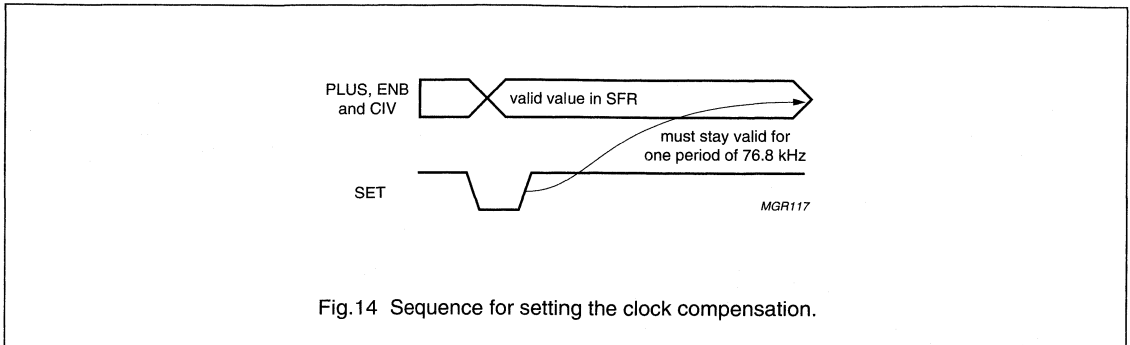 PLUS, ENB
and CIV
valid value in SFR
must stay valid for
one period of 76.8 kHz
SET
MGR117
Fig.14 Sequence for setting the clock compensation.